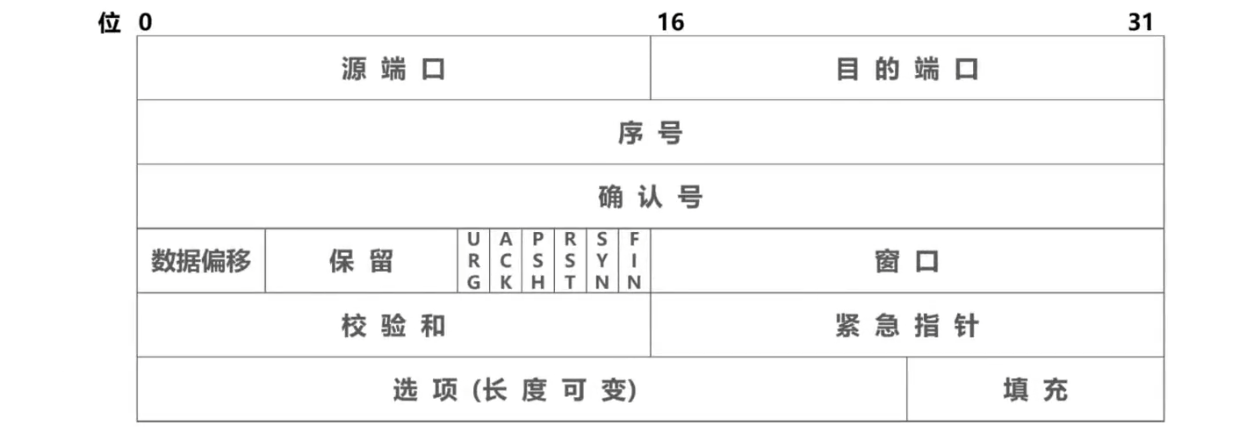 位 0 16 31
源端口 目的端口
序号
确认号
数据偏移 保留 URG ACK PSH RST SYN FIN 窗口
校验和 紧急指针
选项(长度可变) 填充